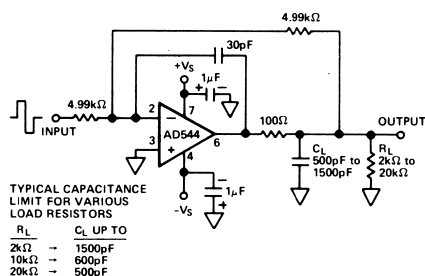 4.99kΩ
30pF
+VS
1µF
+ −
4.99kΩ
INPUT
2
7
−
AD544
+
3
4
6
100Ω
OUTPUT
CL
500pF to
1500pF
RL
2kΩ to
20kΩ
−
1µF
+
−VS
TYPICAL CAPACITANCE
LIMIT FOR VARIOUS
LOAD RESISTORS
RL CL UP TO
2kΩ → 1500pF
10kΩ → 600pF
20kΩ → 500pF